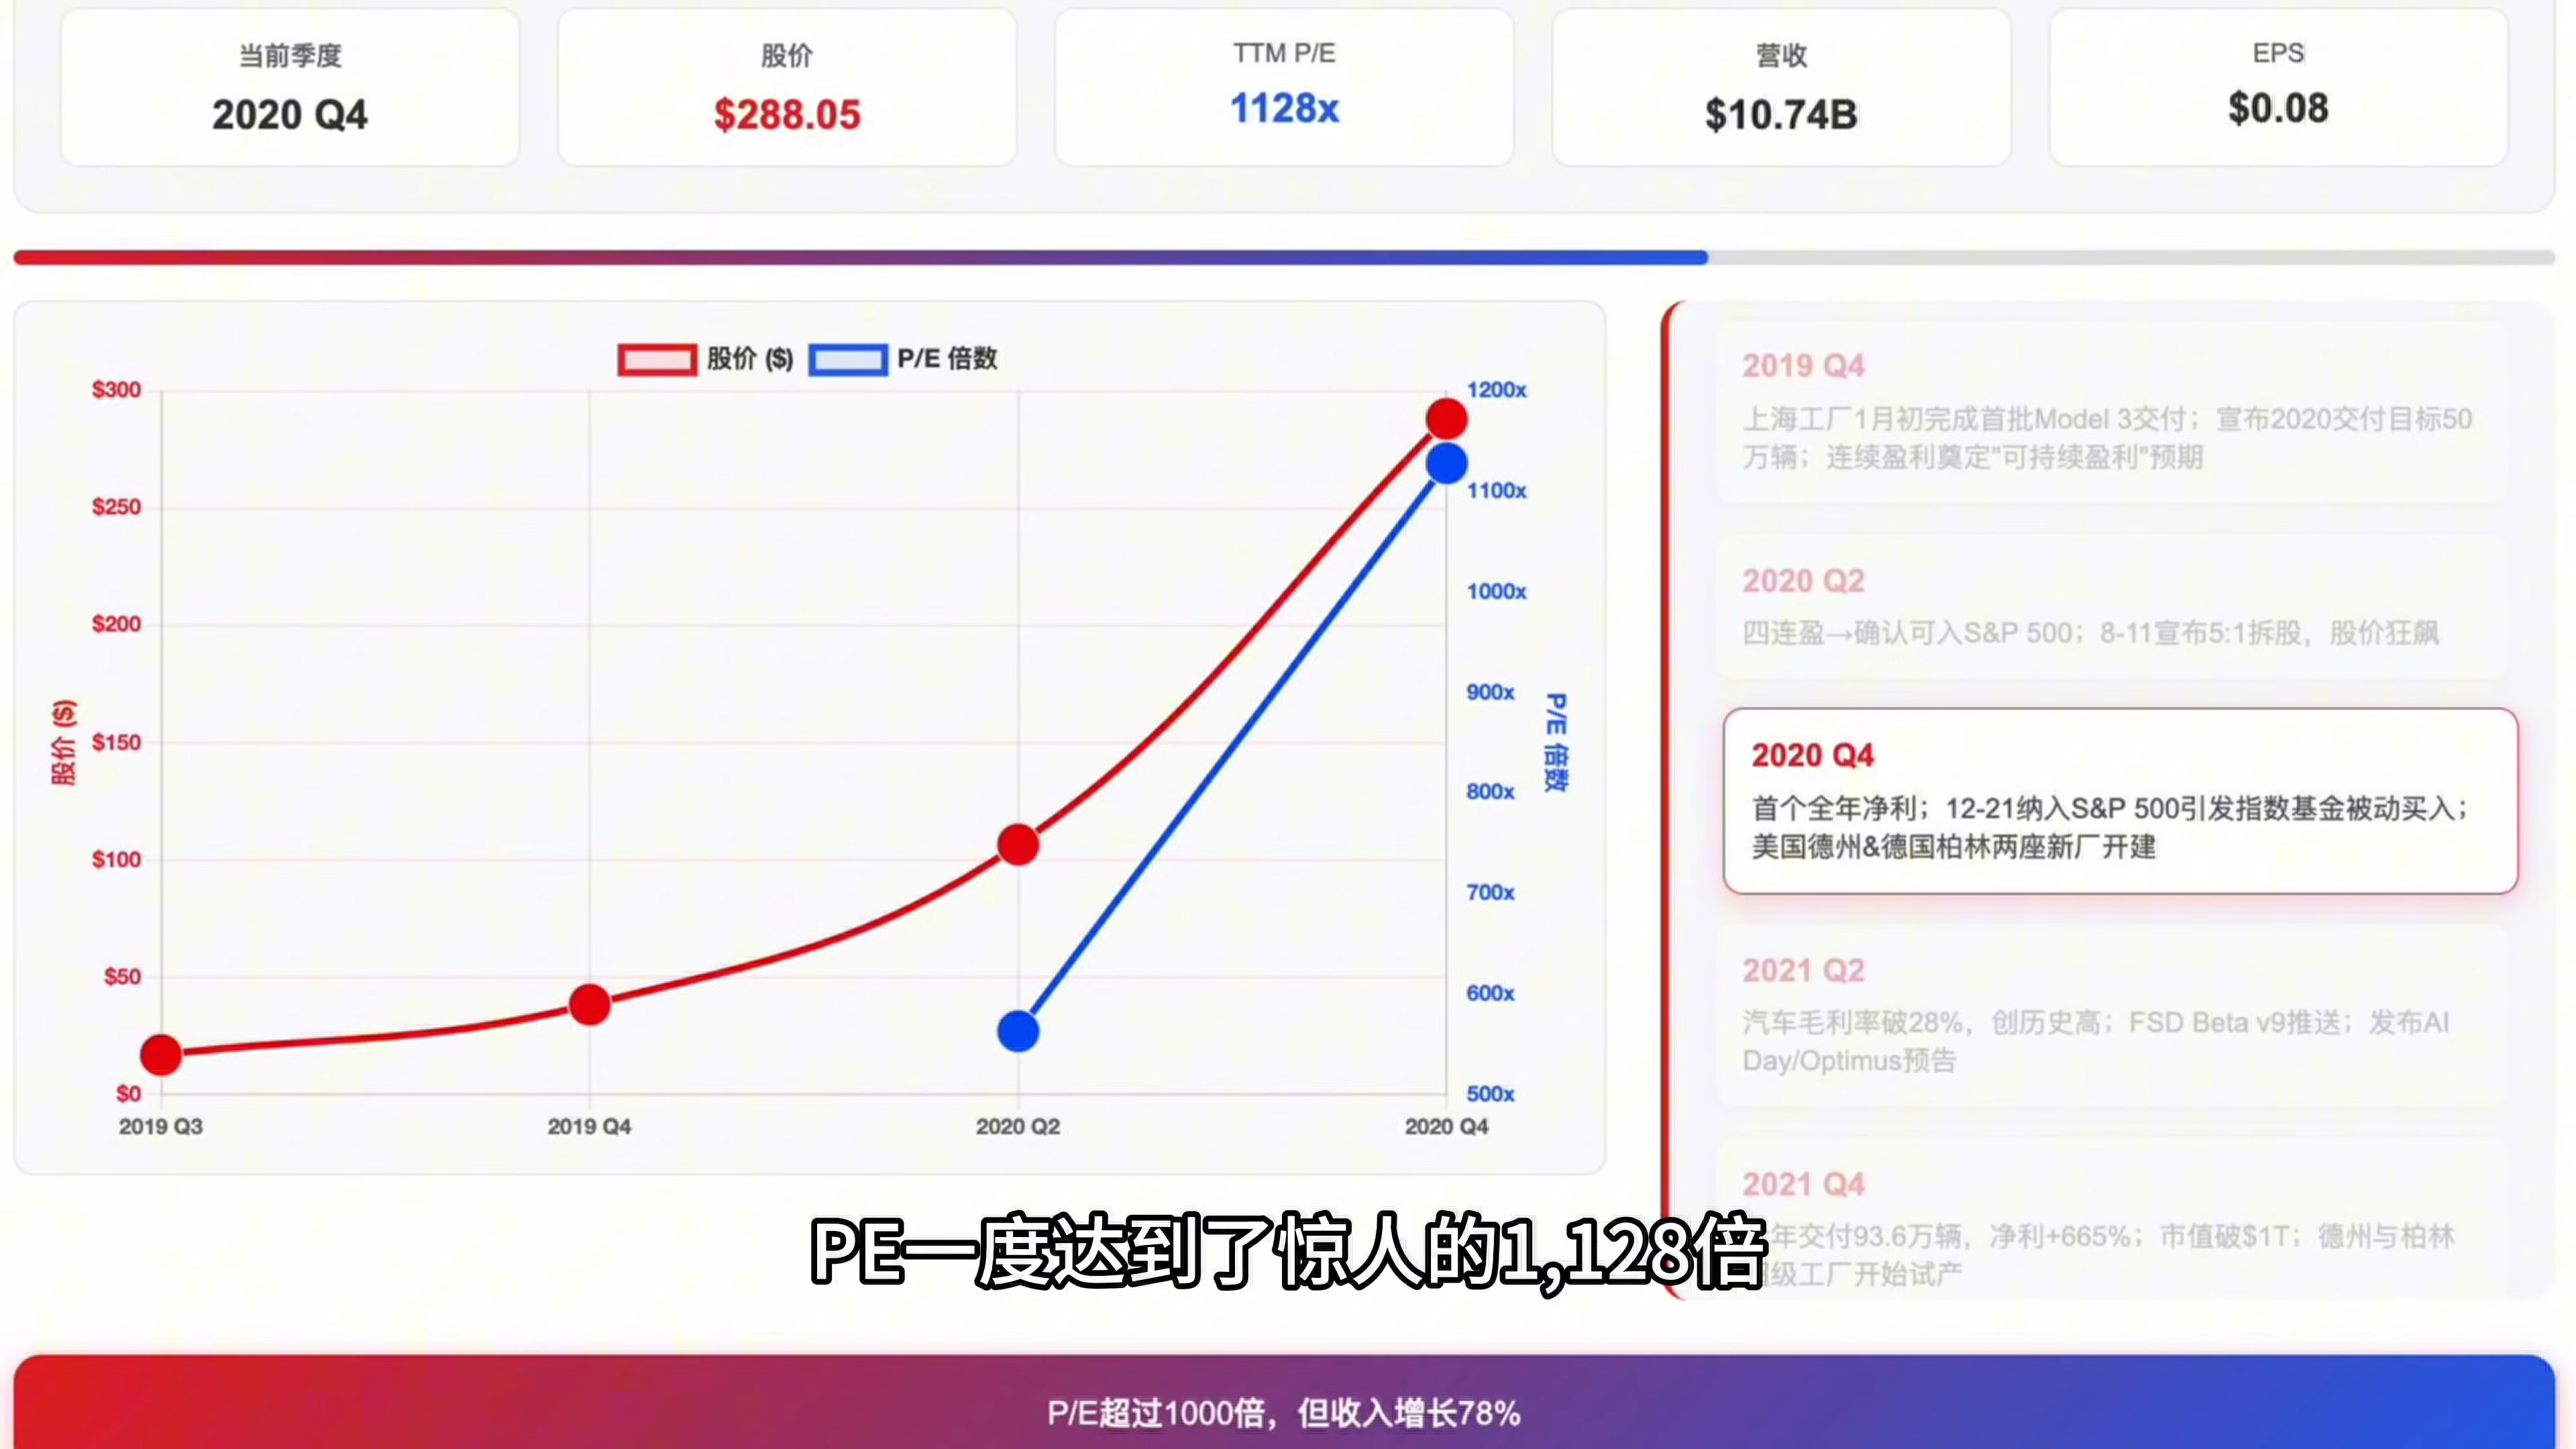 当前季度
2020 Q4
股价
$288.05
TTM P/E
1128x
营收
$10.74B
EPS
$0.08
股价 ($)
P/E 倍数
$300
$250
$200
$150
$100
$50
$0
股价 ($)
1200x
1100x
1000x
900x
800x
700x
600x
500x
P/E 倍数
2019 Q3
2019 Q4
2020 Q2
2020 Q4
2019 Q4
上海工厂1月初完成首批Model 3交付；宣布2020交付目标50
万辆；连续盈利奠定"可持续盈利"预期
2020 Q2
四连盈→确认可入S&P 500；8-11宣布5:1拆股，股价狂飙
2020 Q4
首个全年净利；12-21纳入S&P 500引发指数基金被动买入；
美国德州&德国柏林两座新厂开建
2021 Q2
汽车毛利率破28%，创历史高；FSD Beta v9推送；发布AI
Day/Optimus预告
2021 Q4
年交付93.6万辆，净利+665%；市值破$1T；德州与柏林
级工厂开始试产
PE一度达到了惊人的1,128倍
P/E超过1000倍，但收入增长78%